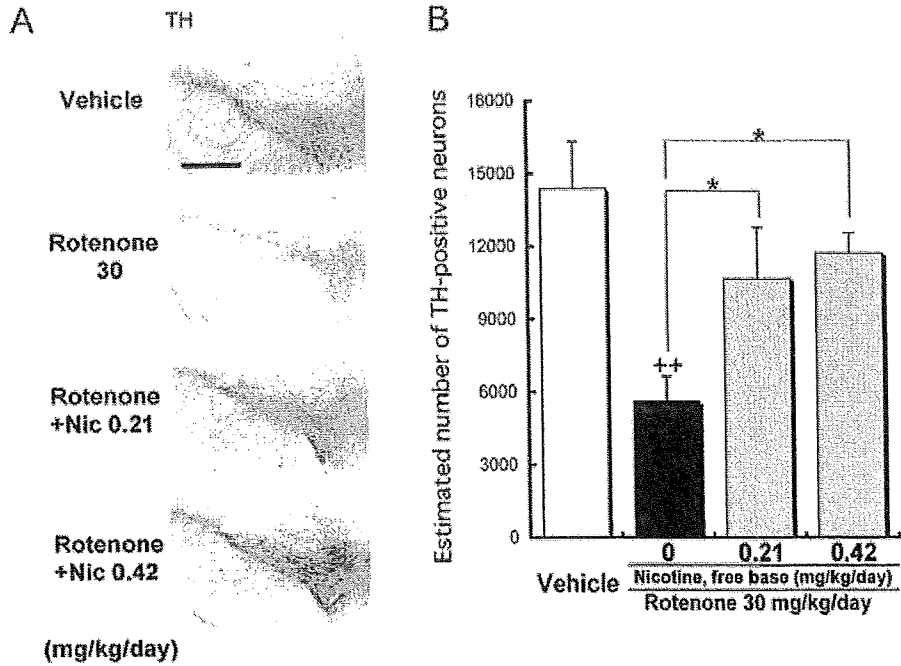 A
TH
Vehicle
Rotenone
30
Rotenone
+Nic 0.21
Rotenone
+Nic 0.42
(mg/kg/day)
B
Estimated number of TH-positive neurons
18000
15000
12000
9000
6000
3000
0
*
*
++
0
0.21
0.42
Vehicle
Nicotine, free base (mg/kg/day)
Rotenone 30 mg/kg/day